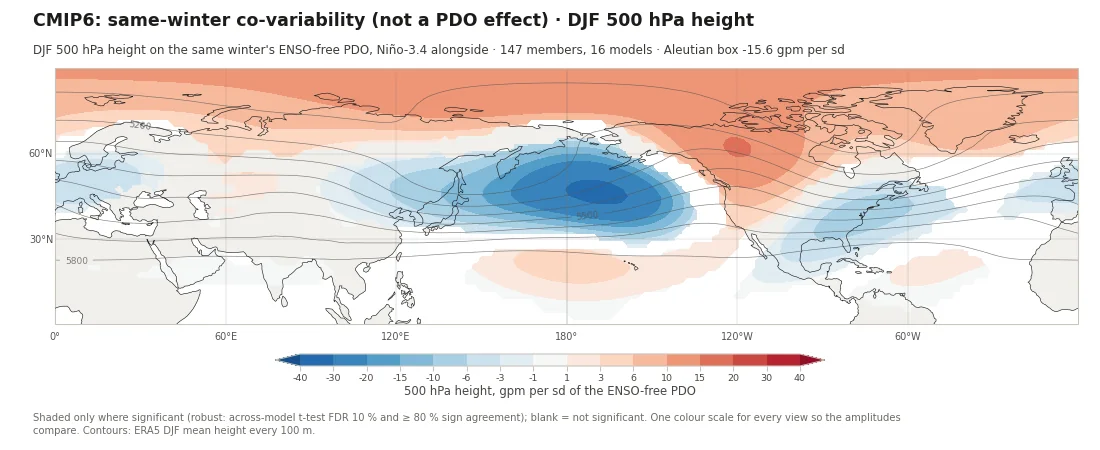 CMIP6: same-winter co-variability (not a PDO effect) · DJF 500 hPa height
DJF 500 hPa height on the same winter's ENSO-free PDO, Niño-3.4 alongside · 147 members, 16 models · Aleutian box -15.6 gpm per sd
5260
60°N
5500
30°N
5800
0° 60°E 120°E 180° 120°W 60°W
-40 -30 -20 -15 -10 -6 -3 -1 1 3 6 10 15 20 30 40
500 hPa height, gpm per sd of the ENSO-free PDO
Shaded only where significant (robust: across-model t-test FDR 10 % and ≥ 80 % sign agreement); blank = not significant. One colour scale for every view so the amplitudes
compare. Contours: ERA5 DJF mean height every 100 m.